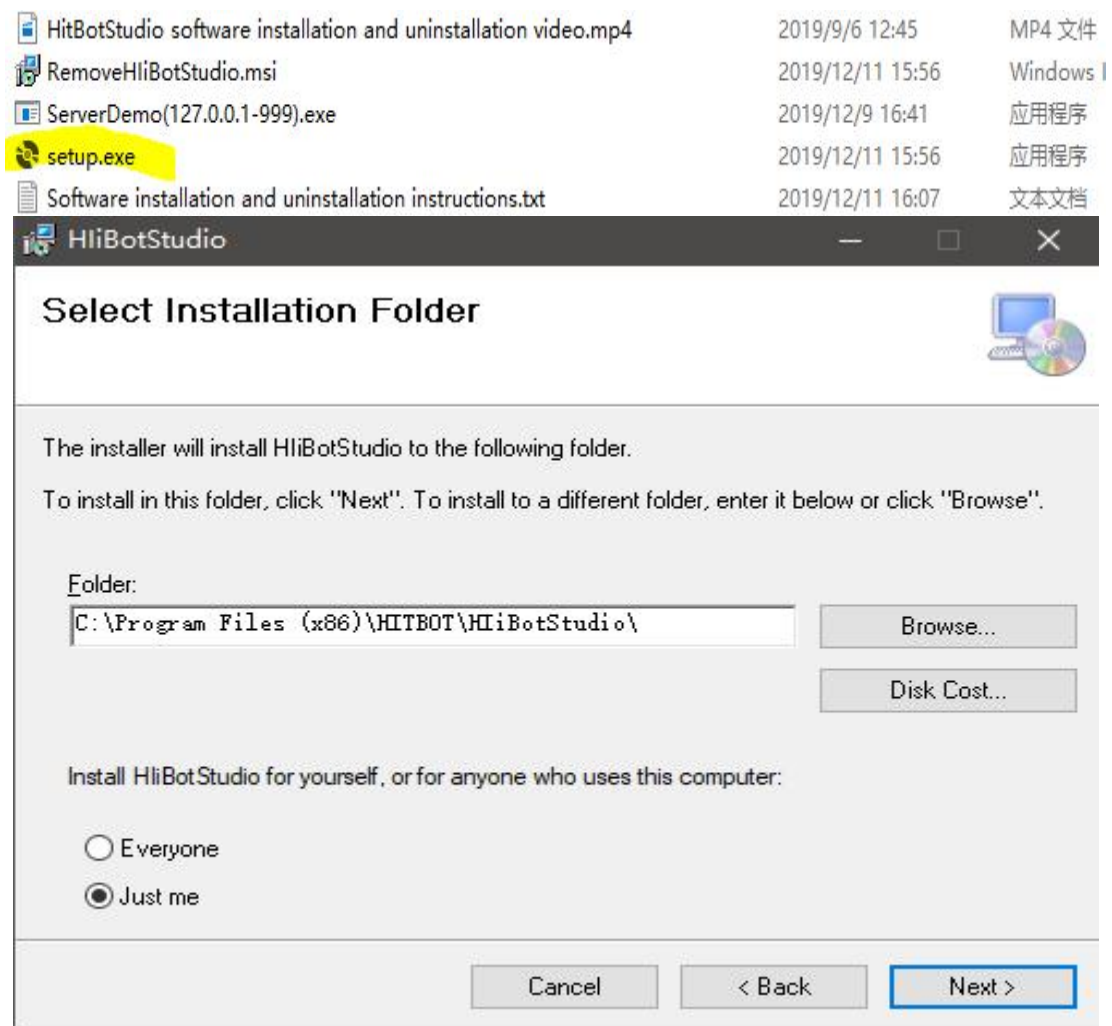 HitBotStudio software installation and uninstallation video.mp4 2019/9/6 12:45 MP4 文件
RemoveHIiBotStudio.msi 2019/12/11 15:56 Windows I
ServerDemo(127.0.0.1-999).exe 2019/12/9 16:41 应用程序
setup.exe 2019/12/11 15:56 应用程序
Software installation and uninstallation instructions.txt 2019/12/11 16:07 文本文档
HIiBotStudio
Select Installation Folder
The installer will install HIiBotStudio to the following folder.
To install in this folder, click "Next". To install to a different folder, enter it below or click "Browse".
Folder:
C:\Program Files (x86)\HITBOT\HIiBotStudio\
Browse...
Disk Cost...
Install HIiBotStudio for yourself, or for anyone who uses this computer:
Everyone
Just me
Cancel < Back Next >